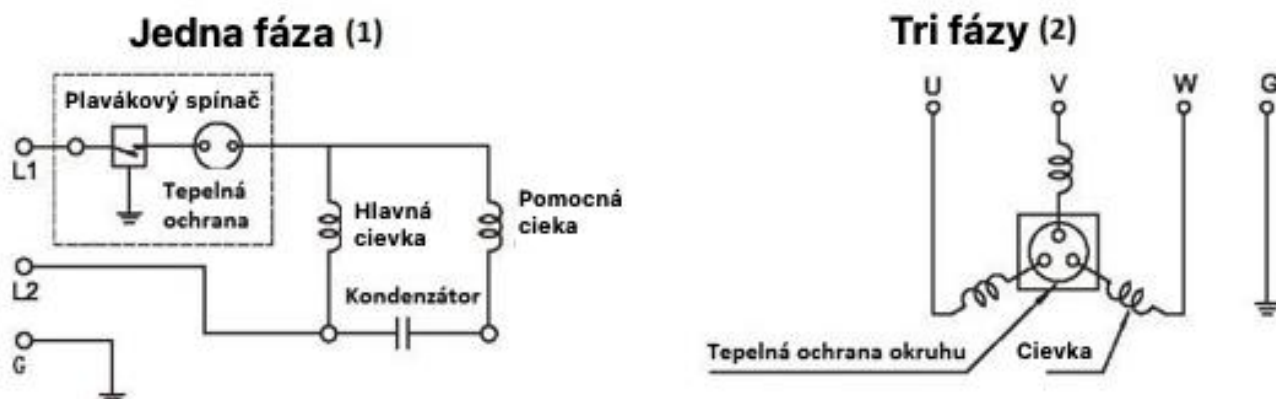 Jedna fáza (1)
Plavákový spínač
L1
Tepelná
ochrana
Hlavná
cievka
Pomocná
cieka
L2
Kondenzátor
G
Tri fázy (2)
U V W G
Tepelná ochrana okruhu
Cievka